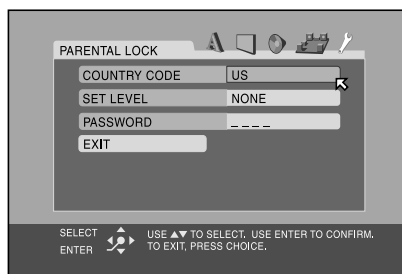 PARENTAL LOCK
COUNTRY CODE US
SET LEVEL NONE
PASSWORD _ _ _ _
EXIT
SELECT
ENTER
USE ▲▼ TO SELECT. USE ENTER TO CONFIRM.
TO EXIT, PRESS CHOICE.